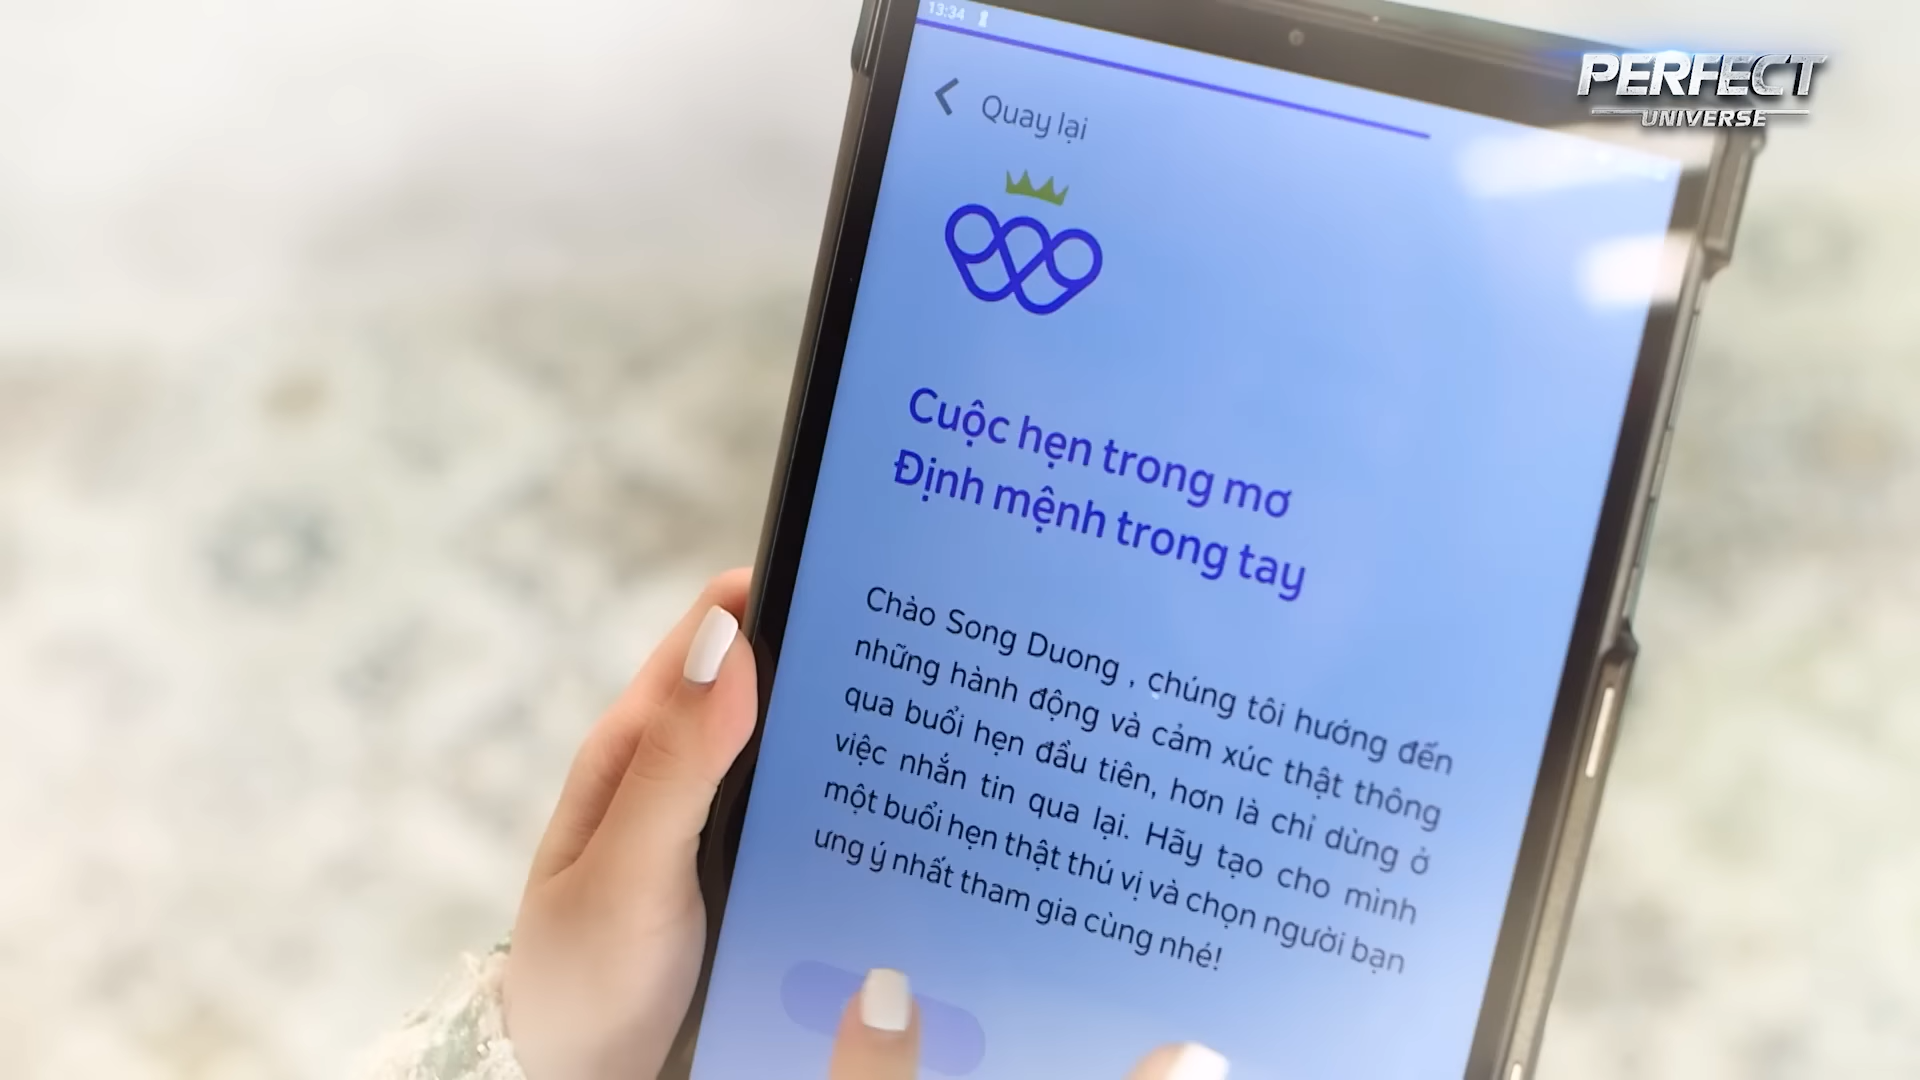 13:34
PERFECT
UNIVERSE
Quay lại
Cuộc hẹn trong mơ
Định mệnh trong tay
Chào Song Duong , chúng tôi hướng đến
những hành động và cảm xúc thật thông
qua buổi hẹn đầu tiên, hơn là chỉ dừng ở
việc nhắn tin qua lại. Hãy tạo cho mình
một buổi hẹn thật thú vị và chọn người bạn
ưng ý nhất tham gia cùng nhé!